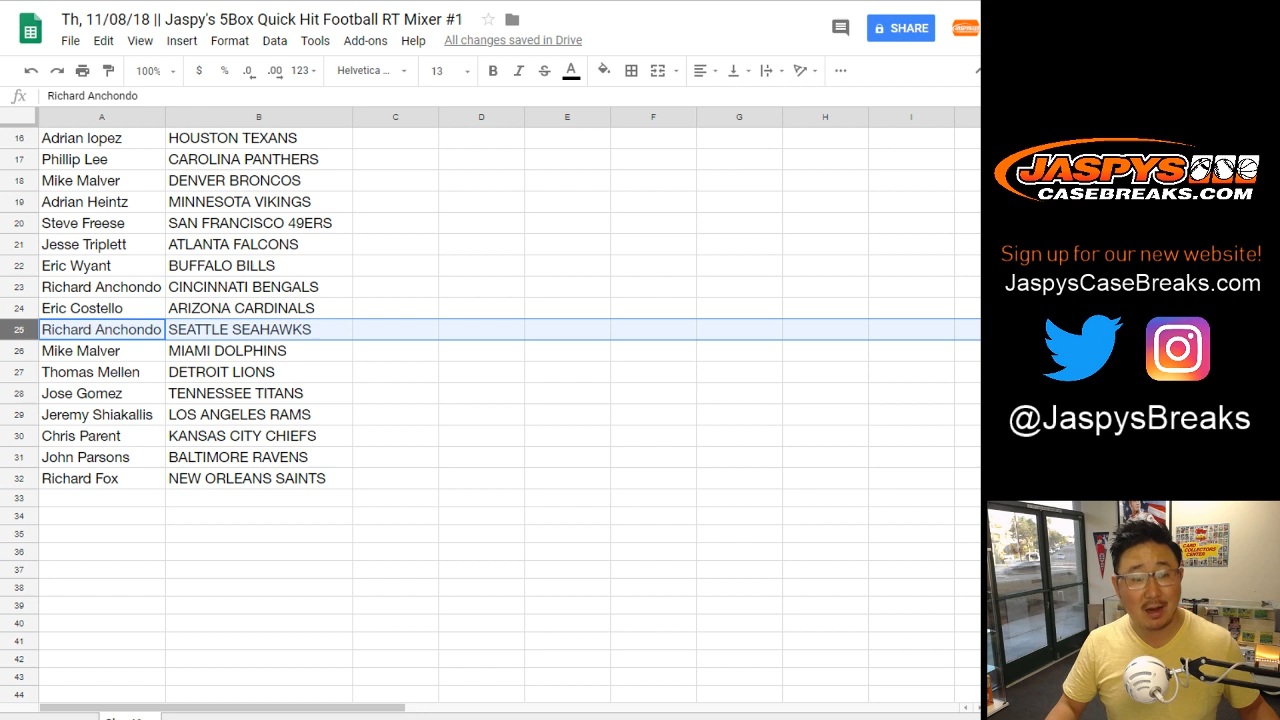 Th, 11/08/18 || Jaspy's 5Box Quick Hit Football RT Mixer #1
SHARE
File Edit View Insert Format Data Tools Add-ons Help All changes saved in Drive
100% $ % .0 .00 123 Helvetica ... 13 B I S A
fx Richard Anchondo
A B C D E F G H I
16 Adrian lopez HOUSTON TEXANS
17 Phillip Lee CAROLINA PANTHERS
18 Mike Malver DENVER BRONCOS
19 Adrian Heintz MINNESOTA VIKINGS
20 Steve Freese SAN FRANCISCO 49ERS
21 Jesse Triplett ATLANTA FALCONS
22 Eric Wyant BUFFALO BILLS
23 Richard Anchondo CINCINNATI BENGALS
24 Eric Costello ARIZONA CARDINALS
25 Richard Anchondo SEATTLE SEAHAWKS
26 Mike Malver MIAMI DOLPHINS
27 Thomas Mellen DETROIT LIONS
28 Jose Gomez TENNESSEE TITANS
29 Jeremy Shiakallis LOS ANGELES RAMS
30 Chris Parent KANSAS CITY CHIEFS
31 John Parsons BALTIMORE RAVENS
32 Richard Fox NEW ORLEANS SAINTS
33
34
35
36
37
38
39
40
41
42
43
44
JASPYS
CASEBREAKS.COM
Sign up for our new website!
JaspysCaseBreaks.com
@JaspysBreaks
CARD
COLLECTORS
CENTER